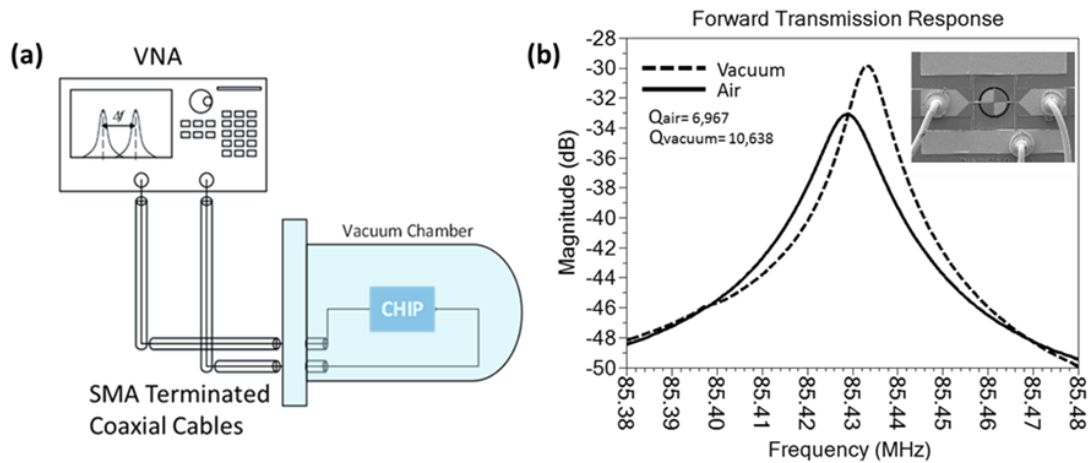 (a)
VNA
Δf
Vacuum Chamber
CHIP
SMA Terminated
Coaxial Cables
(b)
Forward Transmission Response
Vacuum
Air
Qair= 6,967
Qvacuum= 10,638
Magnitude (dB)
-28
-30
-32
-34
-36
-38
-40
-42
-44
-46
-48
-50
85.38
85.39
85.40
85.41
85.42
85.43
85.44
85.45
85.46
85.47
85.48
Frequency (MHz)